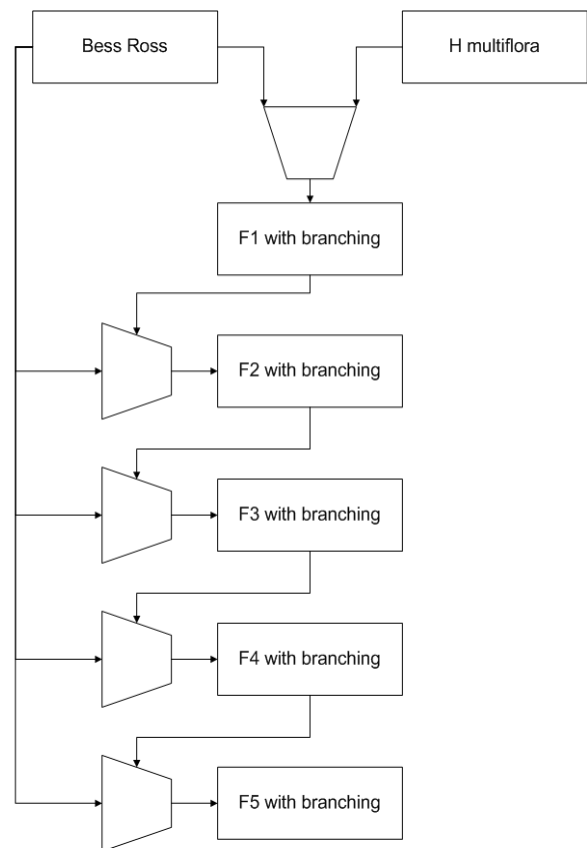 Bess Ross
H multiflora
F1 with branching
F2 with branching
F3 with branching
F4 with branching
F5 with branching